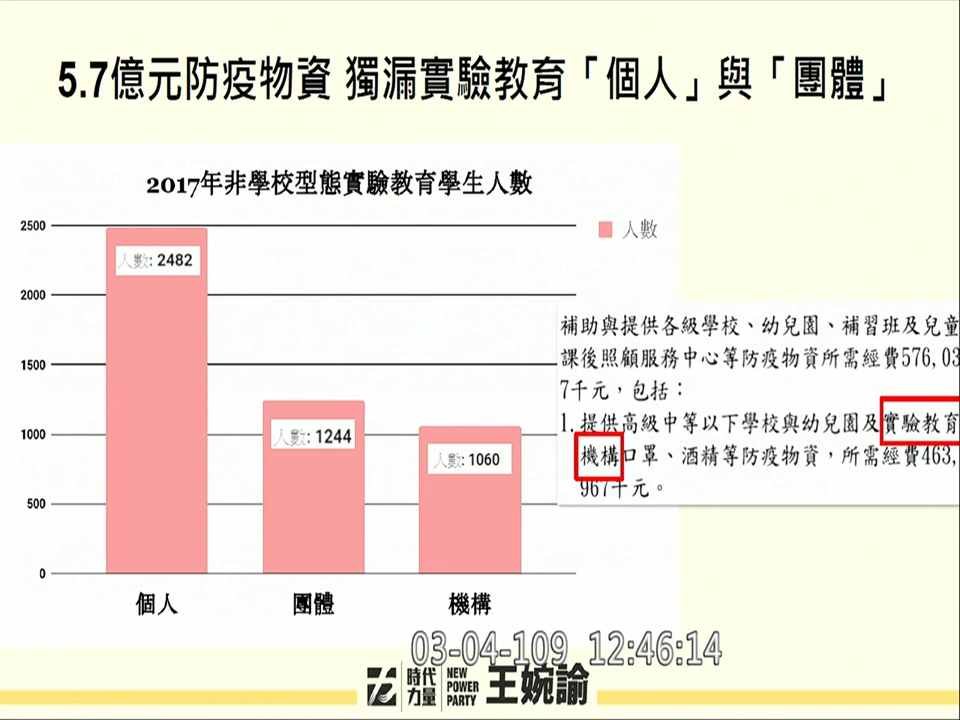 5.7億元防疫物資 獨漏實驗教育「個人」與「團體」
2017年非學校型態實驗教育學生人數
人數
2500
2000
1500
1000
500
0
人數: 2482
人數: 1244
人數: 1060
個人
團體
機構
補助與提供各級學校、幼兒園、補習班及兒童
課後照顧服務中心等防疫物資所需經費576,03
7千元，包括：
1. 提供高級中等以下學校與幼兒園及實驗教育
機構口罩、酒精等防疫物資，所需經費463,
967千元。
03-04-109 12:46:14
時代
力量
NEW
POWER
PARTY
王婉諭